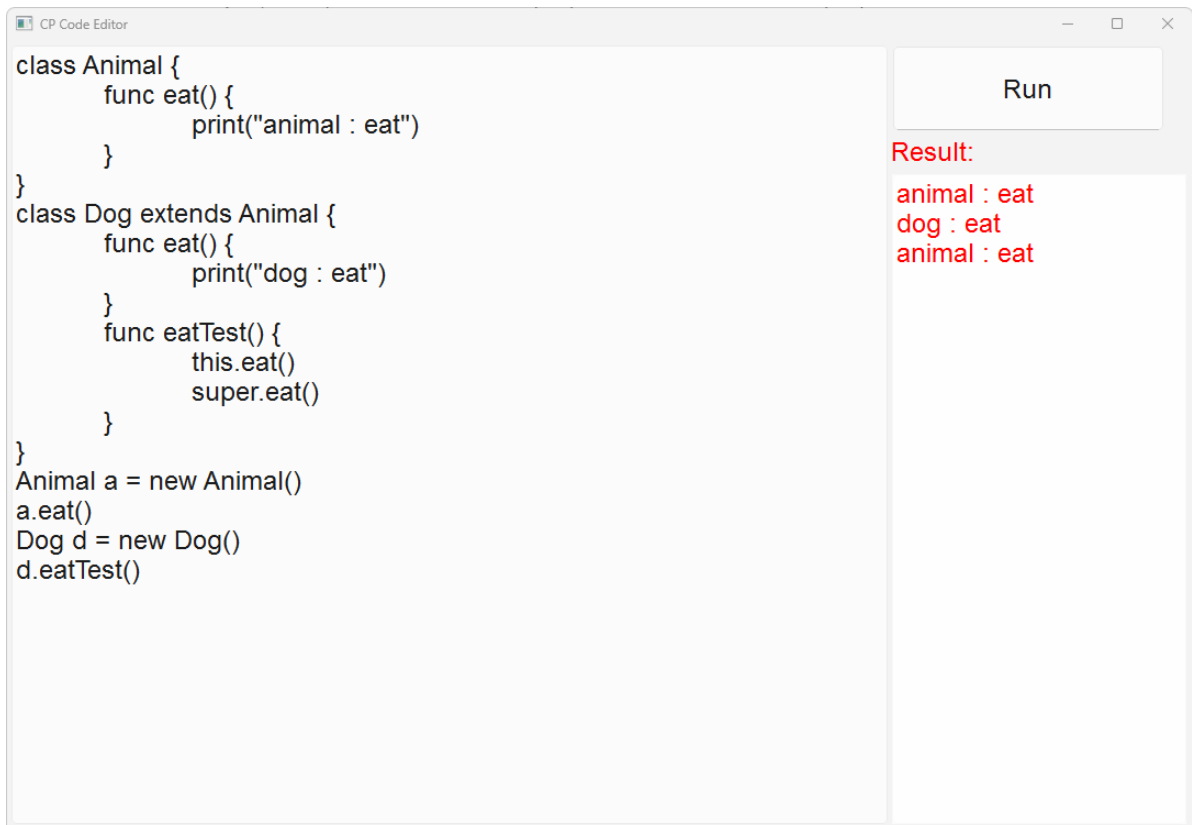 CP Code Editor
class Animal {
	func eat() {
		print("animal : eat")
	}
}
class Dog extends Animal {
	func eat() {
		print("dog : eat")
	}
	func eatTest() {
		this.eat()
		super.eat()
	}
}
Animal a = new Animal()
a.eat()
Dog d = new Dog()
d.eatTest()
Run
Result:
animal : eat
dog : eat
animal : eat